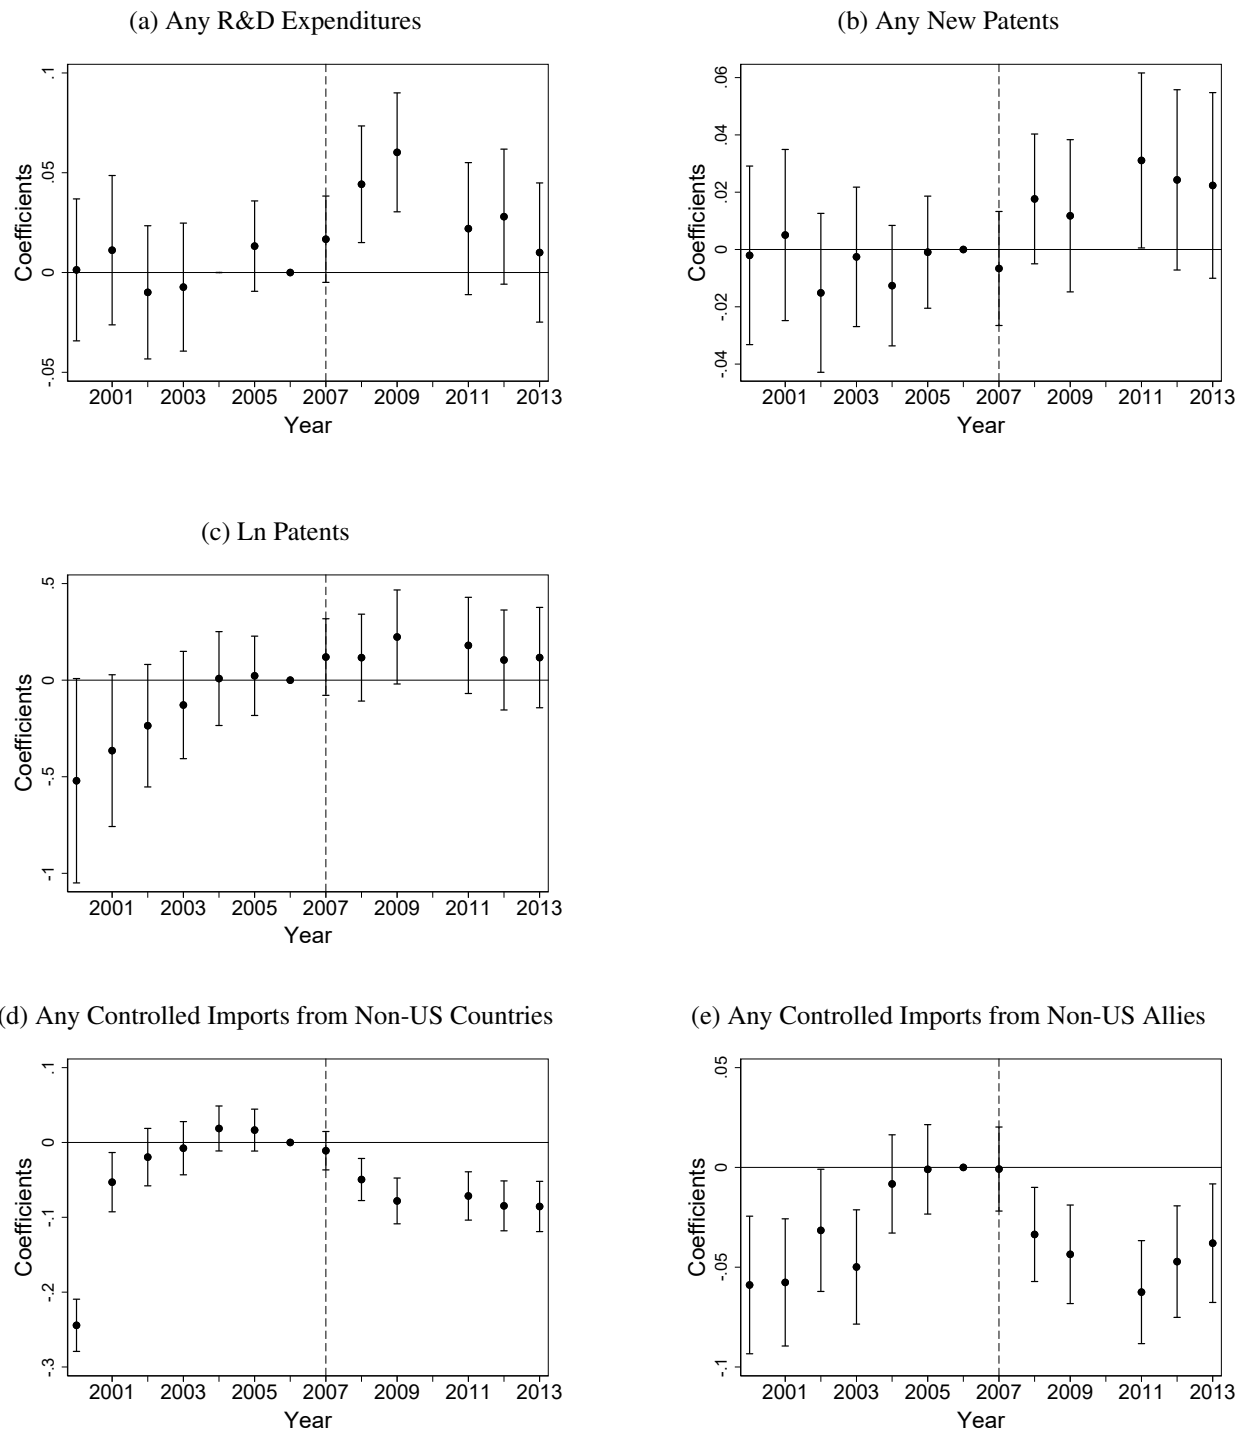 (a) Any R&D Expenditures
(b) Any New Patents
Coefficients
.1
.05
0
-.05
2001 2003 2005 2007 2009 2011 2013
Year
Coefficients
.06
.04
.02
0
-.02
-.04
2001 2003 2005 2007 2009 2011 2013
Year
(c) Ln Patents
Coefficients
.5
0
-.5
-1
2001 2003 2005 2007 2009 2011 2013
Year
(d) Any Controlled Imports from Non-US Countries
(e) Any Controlled Imports from Non-US Allies
Coefficients
.1
0
-.1
-.2
-.3
2001 2003 2005 2007 2009 2011 2013
Year
Coefficients
.05
0
-.05
-.1
2001 2003 2005 2007 2009 2011 2013
Year